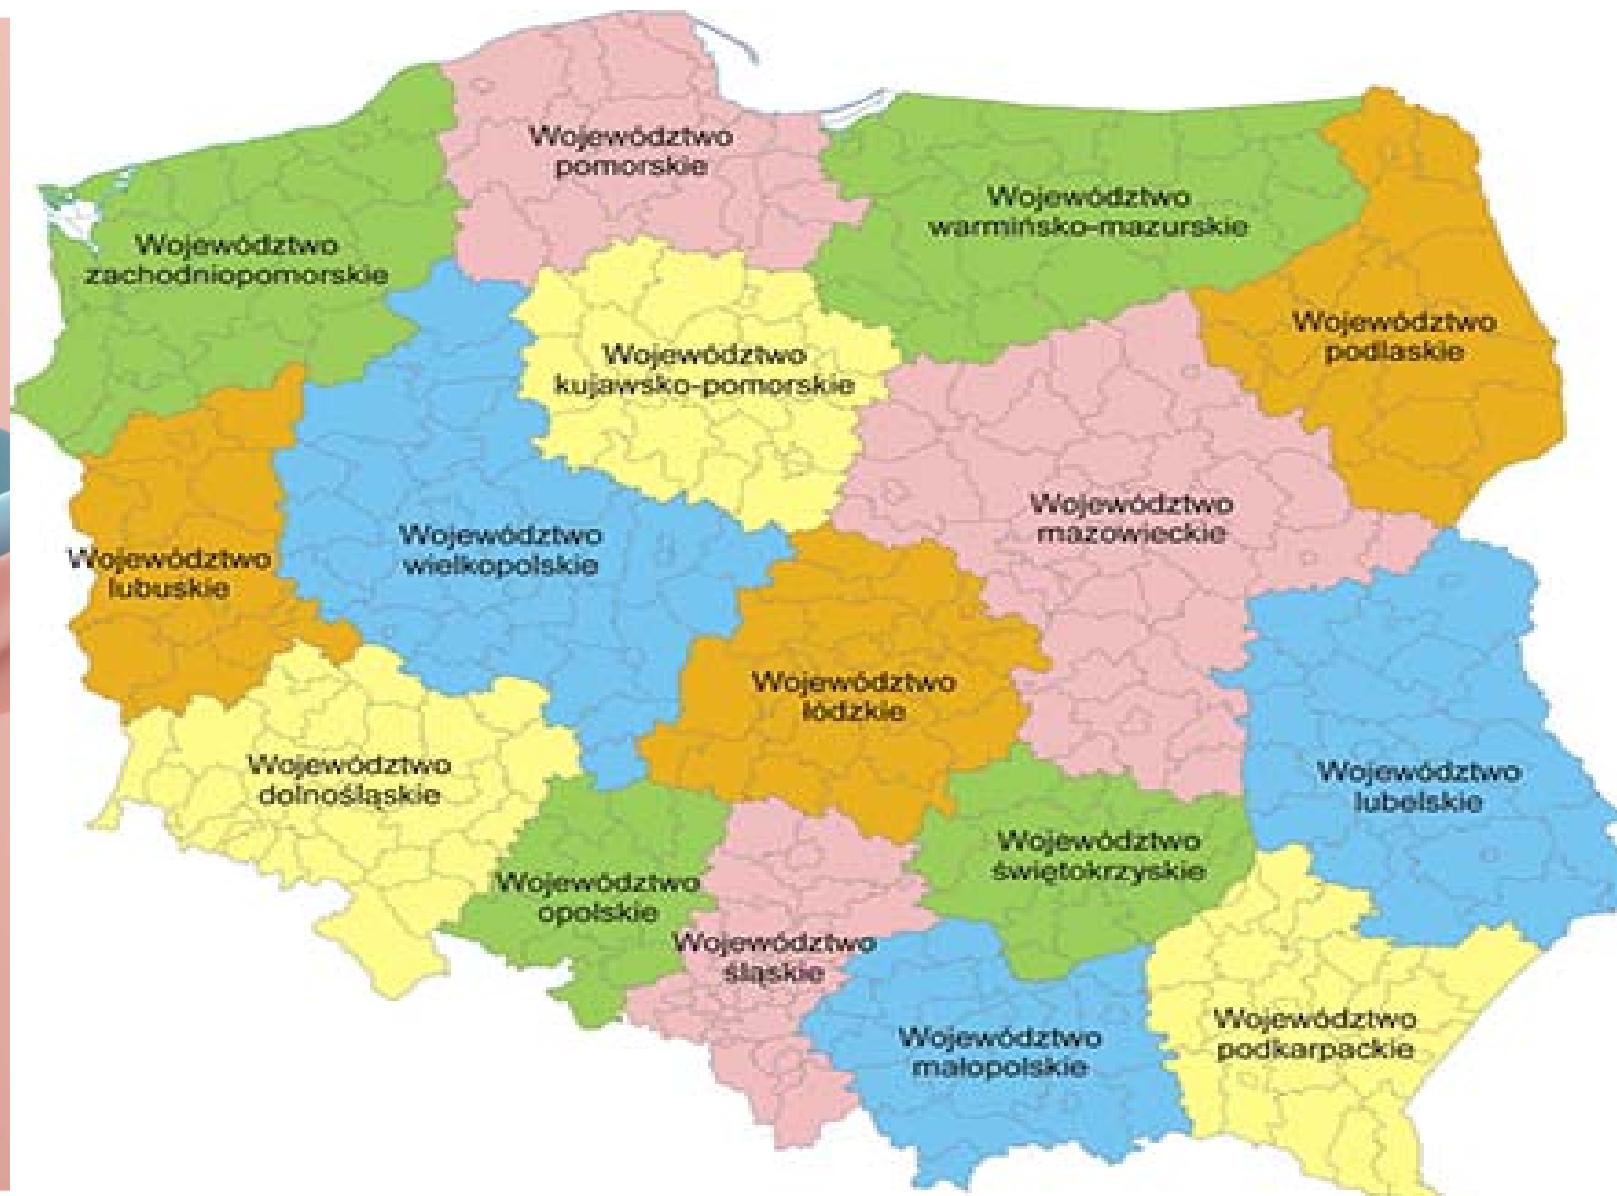 Województwo
pomorskie
Województwo
warmińsko-mazurskie
Województwo
zachodniopomorskie
Województwo
podlaskie
Województwo
kujawsko-pomorskie
Województwo
mazowieckie
Województwo
wielkopolskie
Województwo
lubuskie
Województwo
łódzkie
Województwo
dolnośląskie
Województwo
lubelskie
Województwo
świętokrzyskie
Województwo
opolskie
Województwo
śląskie
Województwo
małopolskie
Województwo
podkarpackie